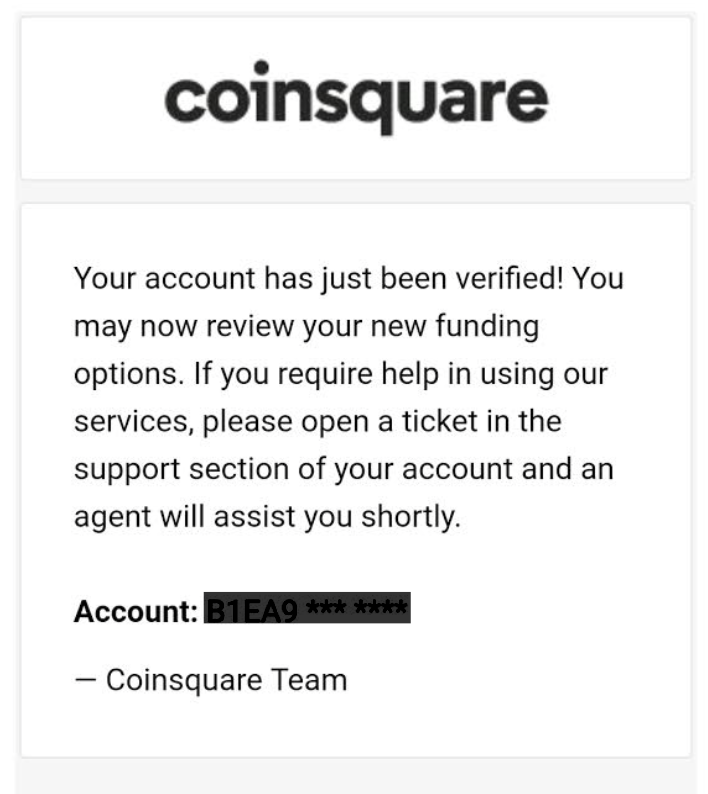 coinsquare
Your account has just been verified! You
may now review your new funding
options. If you require help in using our
services, please open a ticket in the
support section of your account and an
agent will assist you shortly.
Account: B1EA9 *** ****
— Coinsquare Team